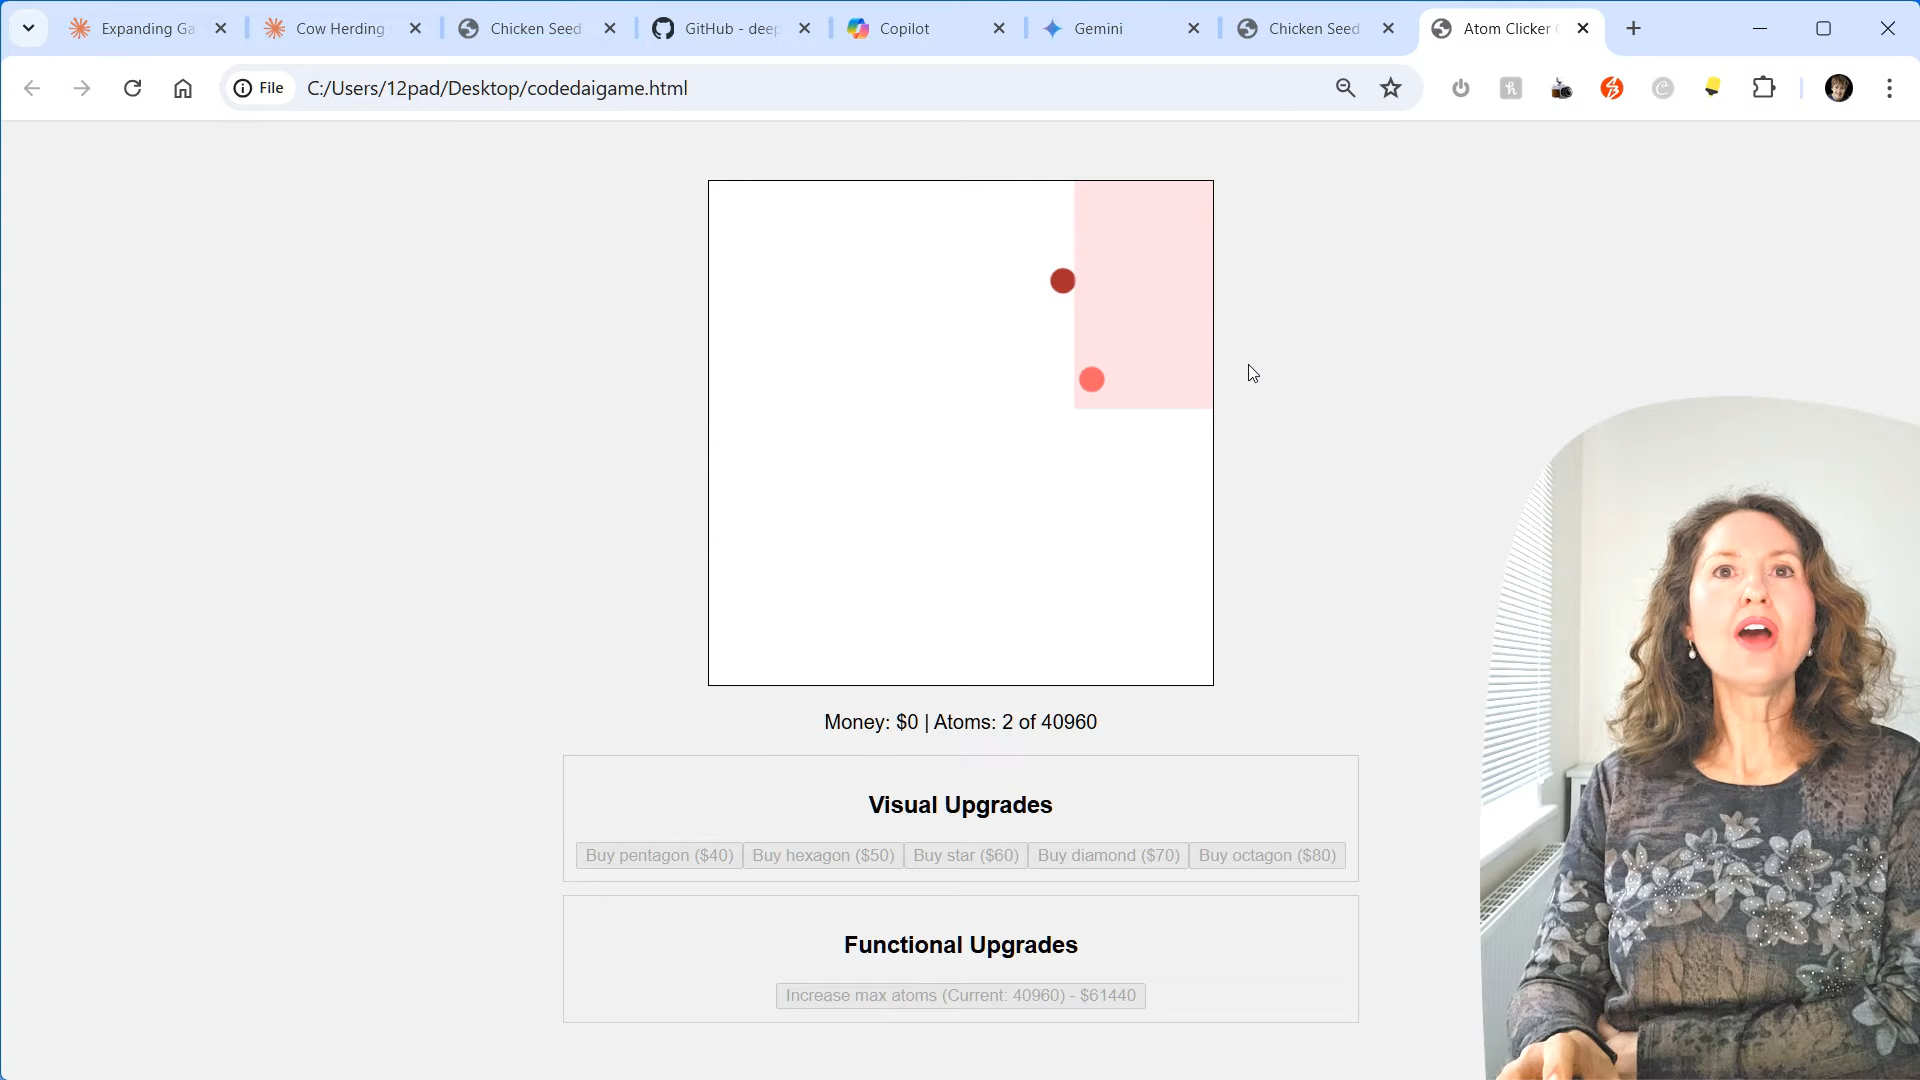 Expanding Ga
Cow Herding
Chicken Seed
GitHub - deep
Copilot
Gemini
Chicken Seed
Atom Clicker
File
C:/Users/12pad/Desktop/codedaigame.html
Money: $0 | Atoms: 2 of 40960
Visual Upgrades
Buy pentagon ($40) Buy hexagon ($50) Buy star ($60) Buy diamond ($70) Buy octagon ($80)
Functional Upgrades
Increase max atoms (Current: 40960) - $61440